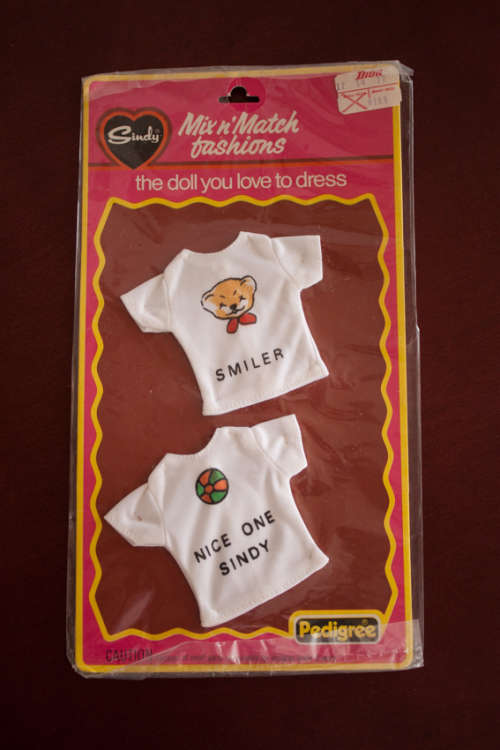 Sindy
Mix n' Match
fashions
the doll you love to dress
SMILER
NICE ONE
SINDY
Pedigree
CAUTION